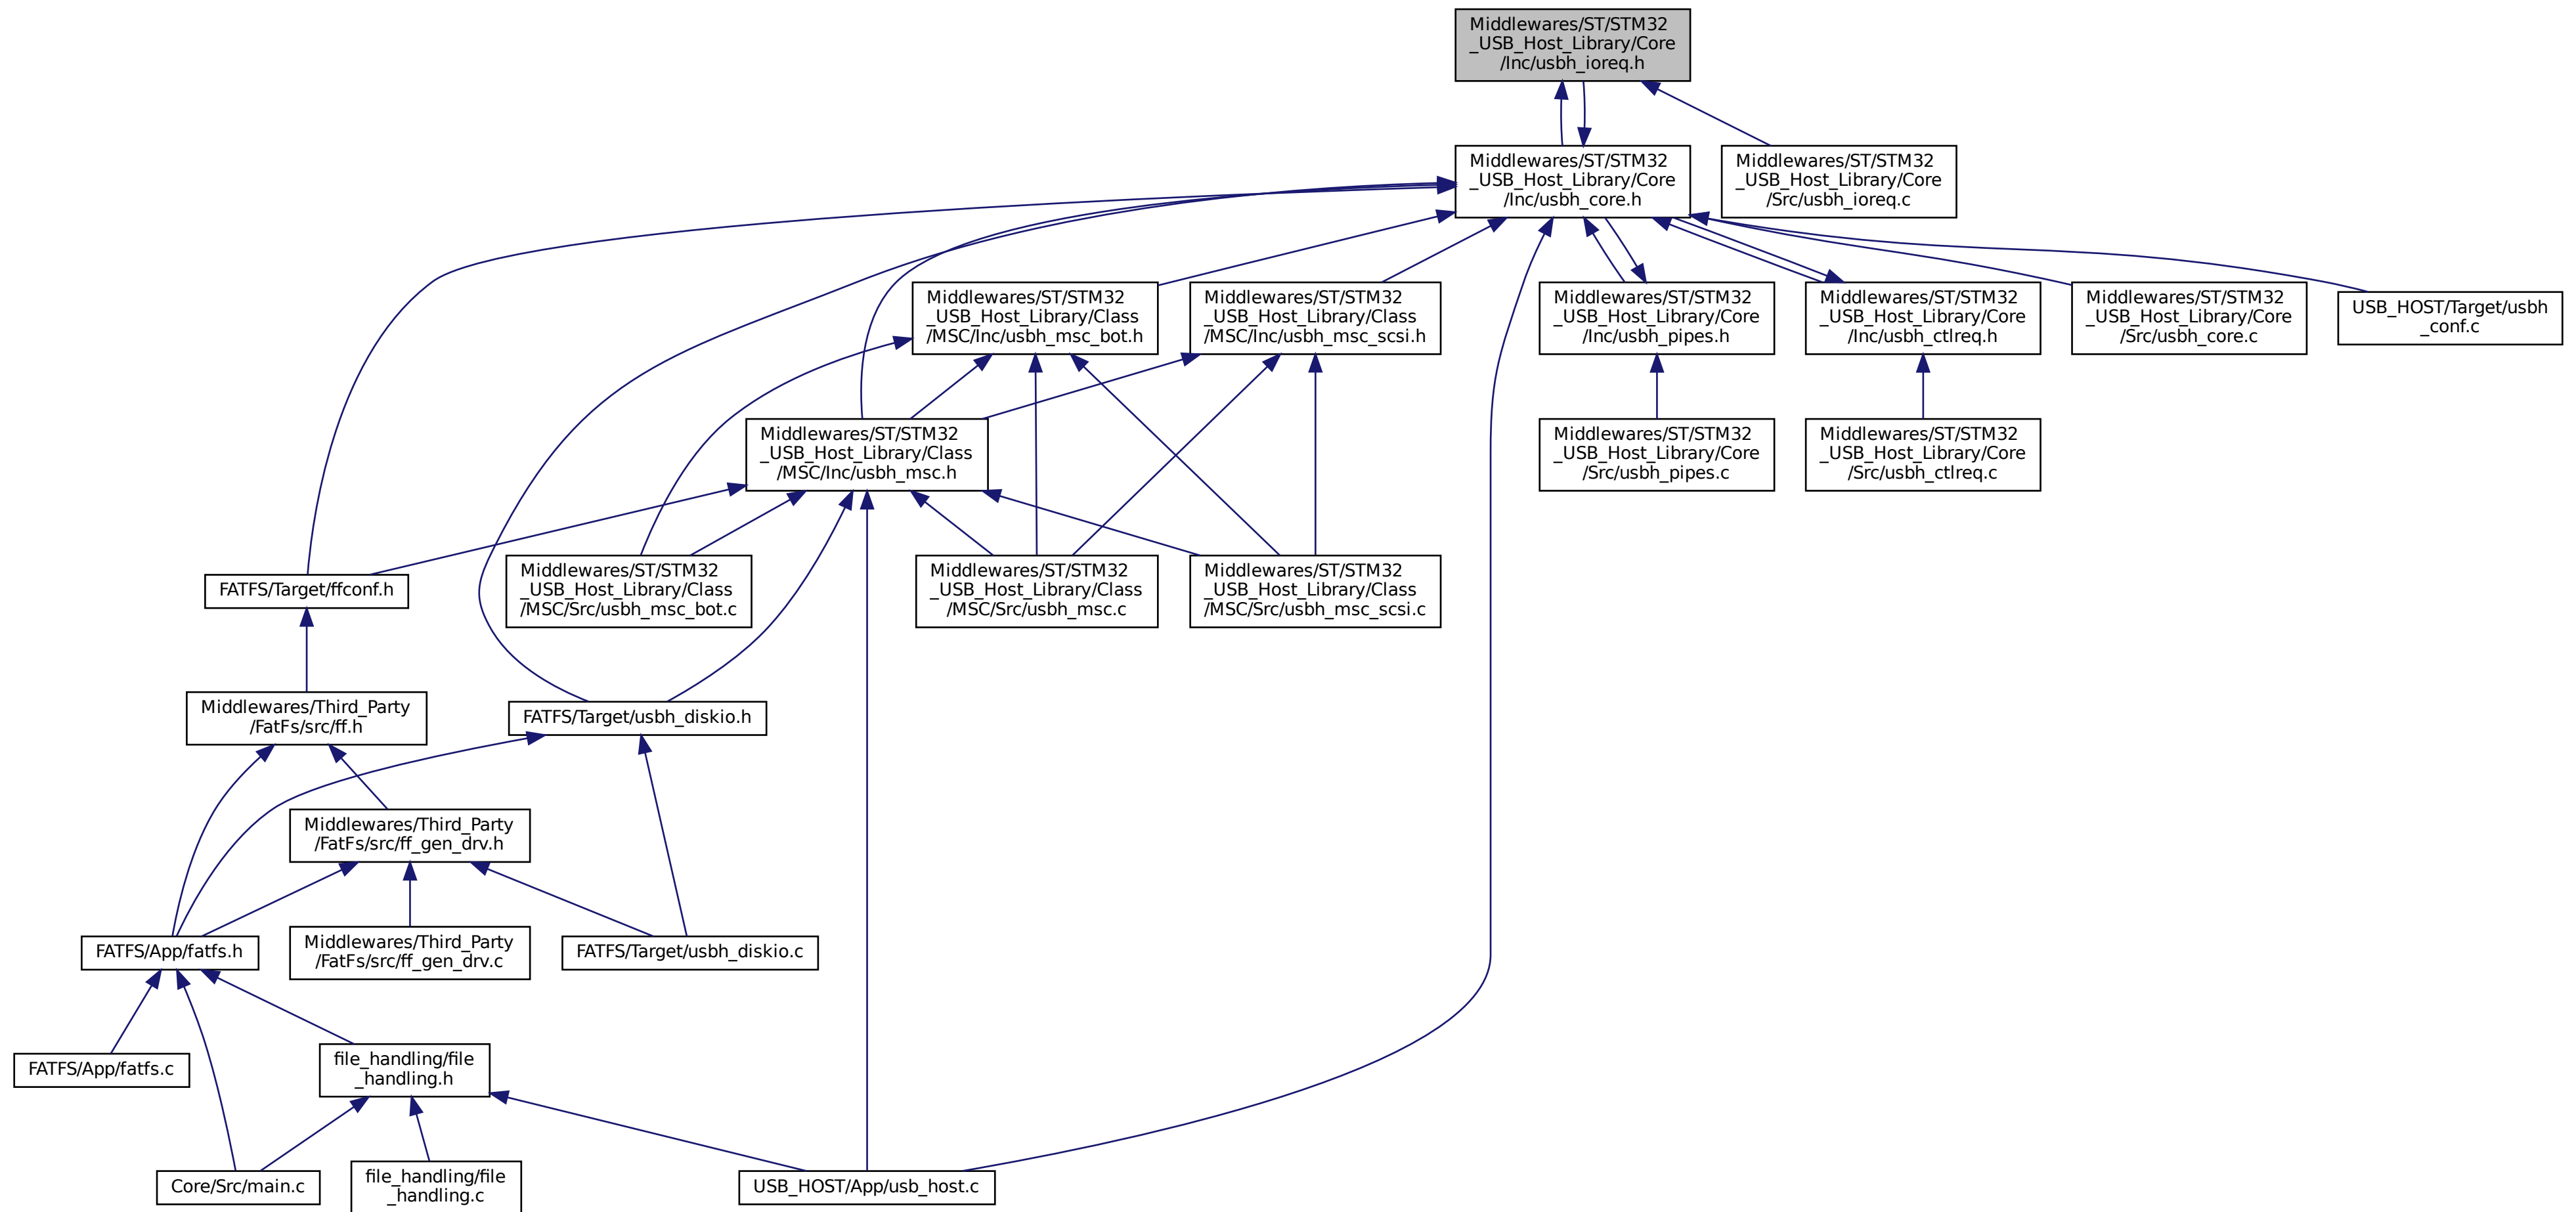 Middlewares/ST/STM32
_USB_Host_Library/Core
/Inc/usbh_ioreq.h
Middlewares/ST/STM32
_USB_Host_Library/Core
/Inc/usbh_core.h
Middlewares/ST/STM32
_USB_Host_Library/Core
/Src/usbh_ioreq.c
Middlewares/ST/STM32
_USB_Host_Library/Class
/MSC/Inc/usbh_msc_bot.h
Middlewares/ST/STM32
_USB_Host_Library/Class
/MSC/Inc/usbh_msc_scsi.h
Middlewares/ST/STM32
_USB_Host_Library/Core
/Inc/usbh_pipes.h
Middlewares/ST/STM32
_USB_Host_Library/Core
/Inc/usbh_ctlreq.h
Middlewares/ST/STM32
_USB_Host_Library/Core
/Src/usbh_core.c
USB_HOST/Target/usbh
_conf.c
Middlewares/ST/STM32
_USB_Host_Library/Class
/MSC/Inc/usbh_msc.h
Middlewares/ST/STM32
_USB_Host_Library/Core
/Src/usbh_pipes.c
Middlewares/ST/STM32
_USB_Host_Library/Core
/Src/usbh_ctlreq.c
FATFS/Target/ffconf.h
Middlewares/ST/STM32
_USB_Host_Library/Class
/MSC/Src/usbh_msc_bot.c
Middlewares/ST/STM32
_USB_Host_Library/Class
/MSC/Src/usbh_msc.c
Middlewares/ST/STM32
_USB_Host_Library/Class
/MSC/Src/usbh_msc_scsi.c
Middlewares/Third_Party
/FatFs/src/ff.h
FATFS/Target/usbh_diskio.h
Middlewares/Third_Party
/FatFs/src/ff_gen_drv.h
FATFS/App/fatfs.h
Middlewares/Third_Party
/FatFs/src/ff_gen_drv.c
FATFS/Target/usbh_diskio.c
FATFS/App/fatfs.c
file_handling/file
_handling.h
Core/Src/main.c
file_handling/file
_handling.c
USB_HOST/App/usb_host.c